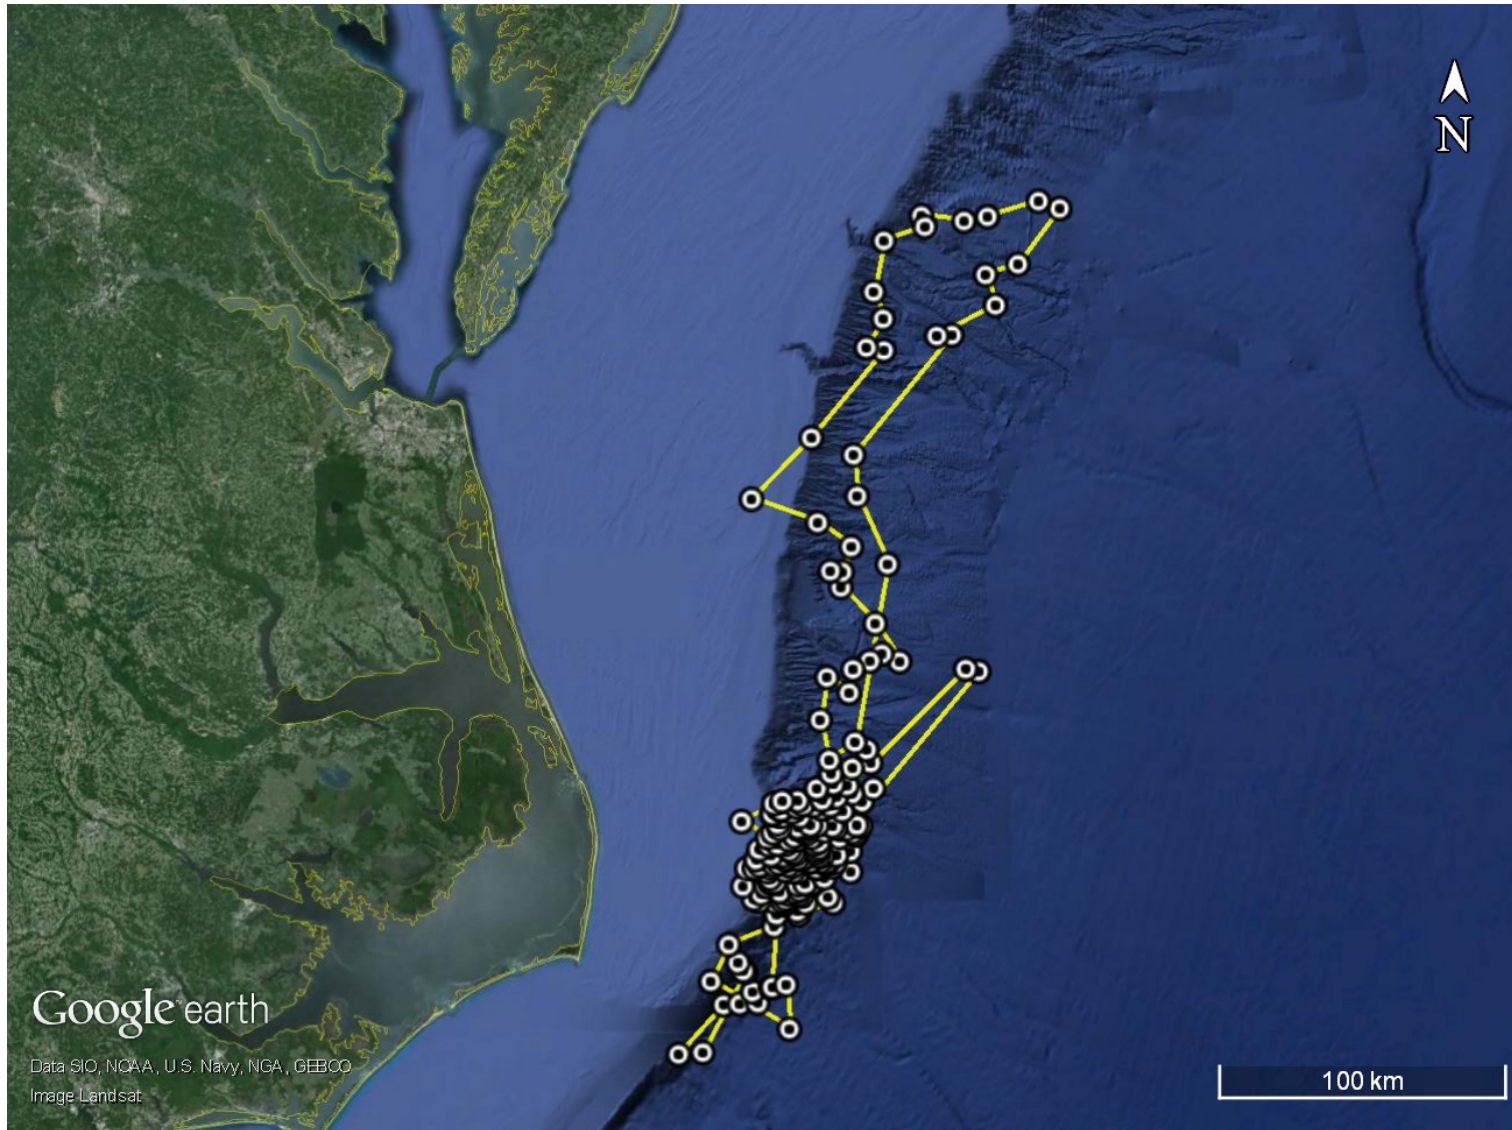 N
Google earth
Data SIO, NOAA, U.S. Navy, NGA, GEBCO
Image Landsat
100 km